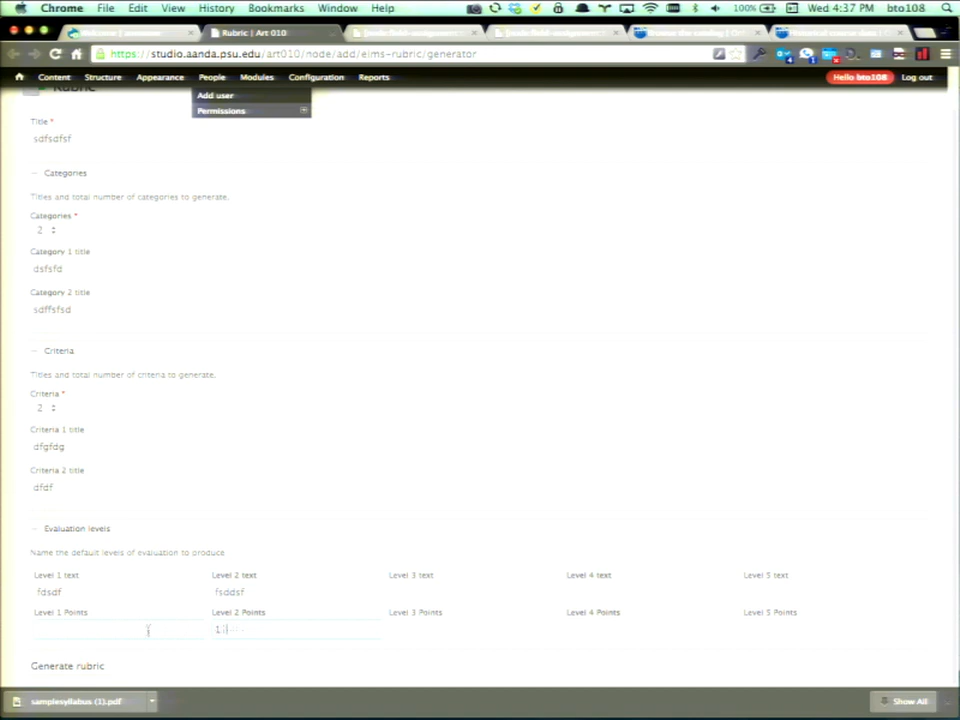 Chrome File Edit View History Bookmarks Window Help 100% Wed 4:37 PM bto108
Rubric | Art 010
https://studio.aanda.psu.edu/art010/node/add/elms-rubric/generator
Content Structure Appearance People Modules Configuration Reports Hello bto108 Log out
Add user
Permissions
Rubric
Title *
sdfsdfsf
Categories
Titles and total number of categories to generate.
Categories *
2
Category 1 title
dsfsfd
Category 2 title
sdffsfsd
Criteria
Titles and total number of criteria to generate.
Criteria *
2
Criteria 1 title
dfgfdg
Criteria 2 title
dfdf
Evaluation levels
Name the default levels of evaluation to produce
Level 1 text Level 2 text Level 3 text Level 4 text Level 5 text
fdsdf fsddsf
Level 1 Points Level 2 Points Level 3 Points Level 4 Points Level 5 Points
Generate rubric
samplesyllabus (1).pdf Show All